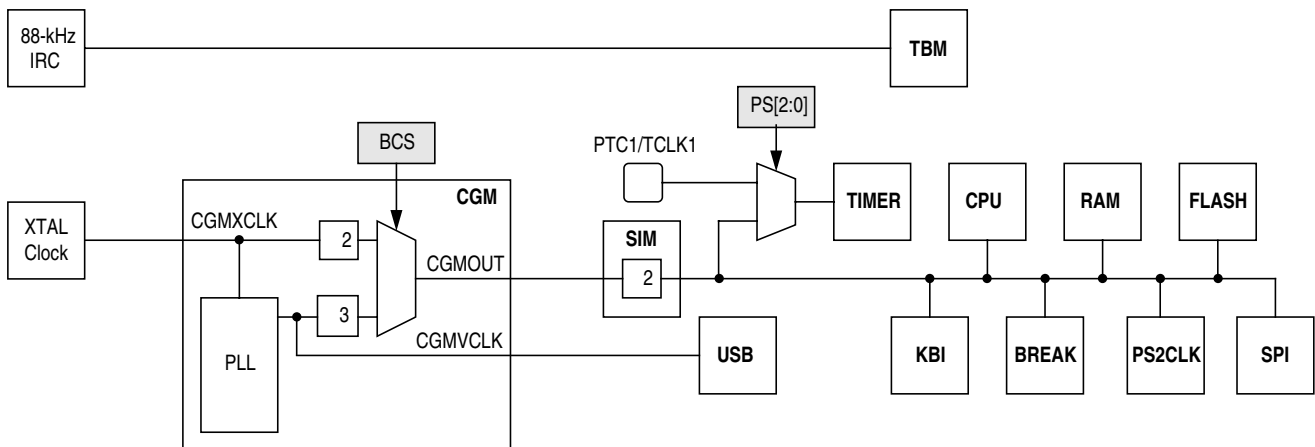 88-kHz
IRC
TBM
PS[2:0]
BCS
PTC1/TCLK1
CGM
XTAL
Clock
CGMXCLK
2
CGMOUT
SIM
2
TIMER
CPU
RAM
FLASH
3
PLL
CGMVCLK
USB
KBI
BREAK
PS2CLK
SPI